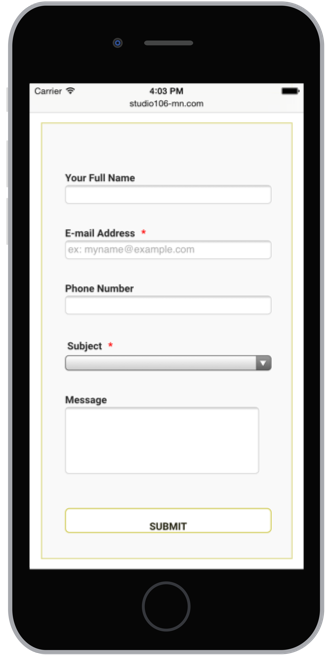 Carrier 4:03 PM
studio106-mn.com
Your Full Name
E-mail Address *
ex: myname@example.com
Phone Number
Subject *
Message
SUBMIT